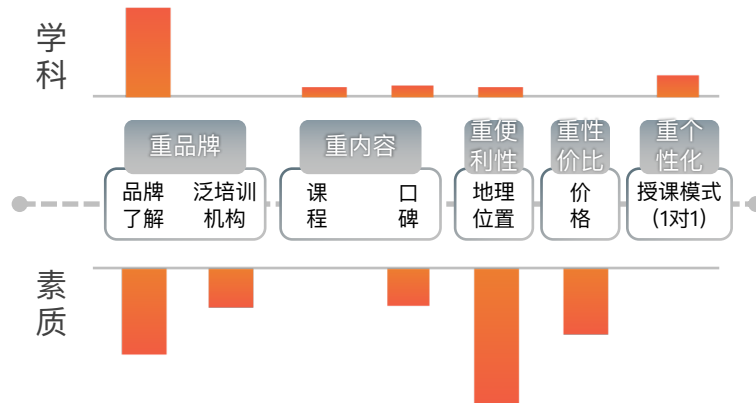 学
科
重品牌
重内容
重便
利性
重性
价比
重个
性化
品牌
了解
泛培训
机构
课
程
口
碑
地理
位置
价
格
授课模式
(1对1)
素
质